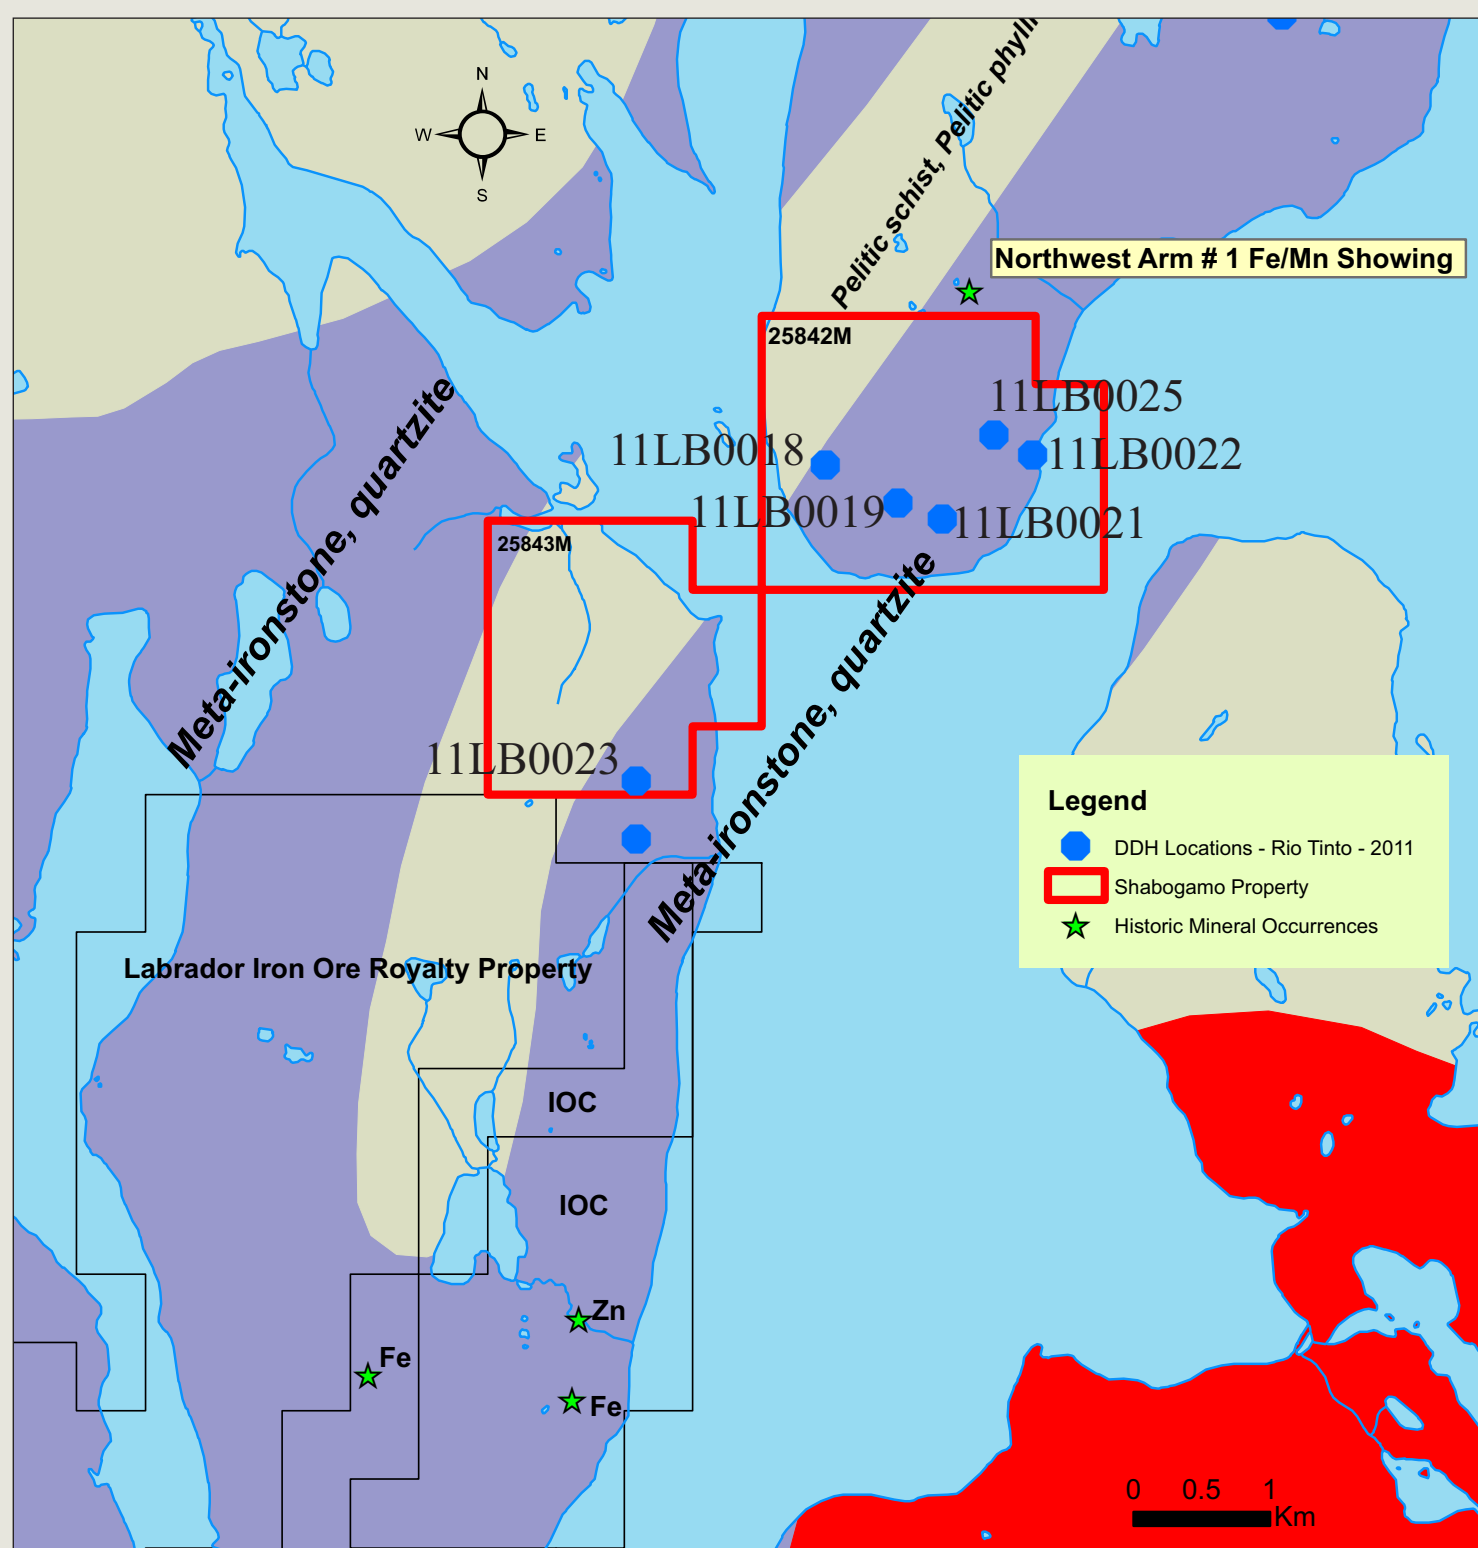 N
W
E
S
Pelitic schist, Pelitic phylli
Northwest Arm # 1 Fe/Mn Showing
25842M
Meta-ironstone, quartzite
11LB0025
11LB0018
11LB0022
11LB0019
11LB0021
25843M
Meta-ironstone, quartzite
11LB0023
Legend
DDH Locations - Rio Tinto - 2011
Shabogamo Property
Historic Mineral Occurrences
Labrador Iron Ore Royalty Property
IOC
IOC
Zn
Fe
Fe
0 0.5 1
Km